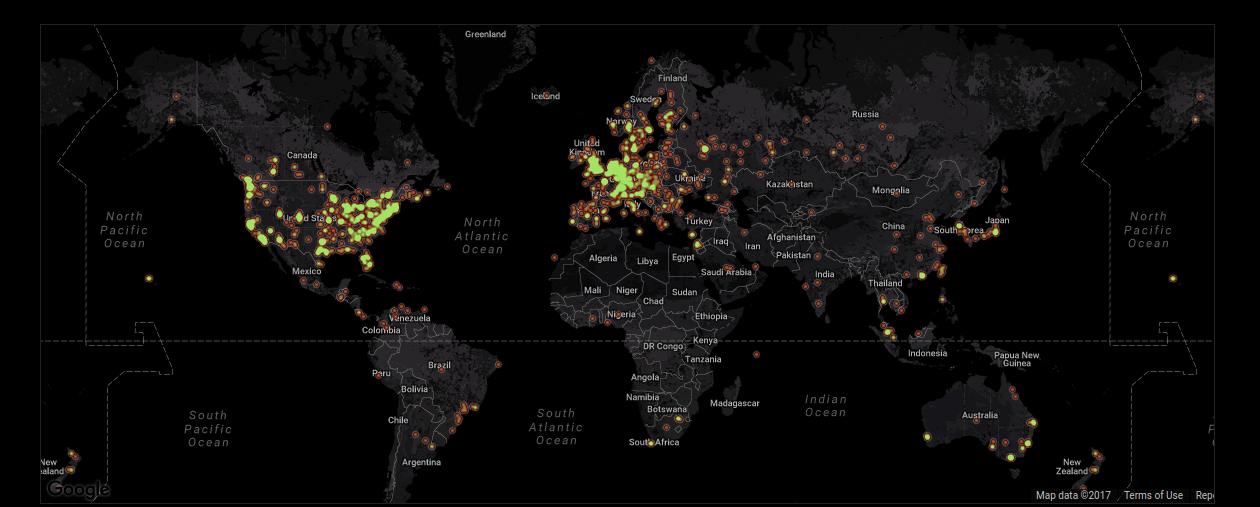 Greenland
Finland
Iceland
Sweden
Norway
Russia
United
Kingdom
Canada
Ukraine
Kazakhstan
Mongolia
North
Pacific
Ocean
United States
North
Atlantic
Ocean
Italy
Turkey
China
South Korea
Japan
North
Pacific
Ocean
Iraq
Iran
Afghanistan
Pakistan
Algeria
Libya
Egypt
Mexico
Saudi Arabia
India
Thailand
Mali
Niger
Chad
Sudan
Venezuela
Colombia
Nigeria
Ethiopia
DR Congo
Kenya
Tanzania
Indonesia
Papua New
Guinea
Peru
Brazil
Bolivia
Angola
Namibia
Botswana
Madagascar
Indian
Ocean
South
Pacific
Ocean
Chile
South
Atlantic
Ocean
Australia
South Africa
Argentina
New
ealand
New
Zealand
Google
Map data ©2017
Terms of Use
Repo